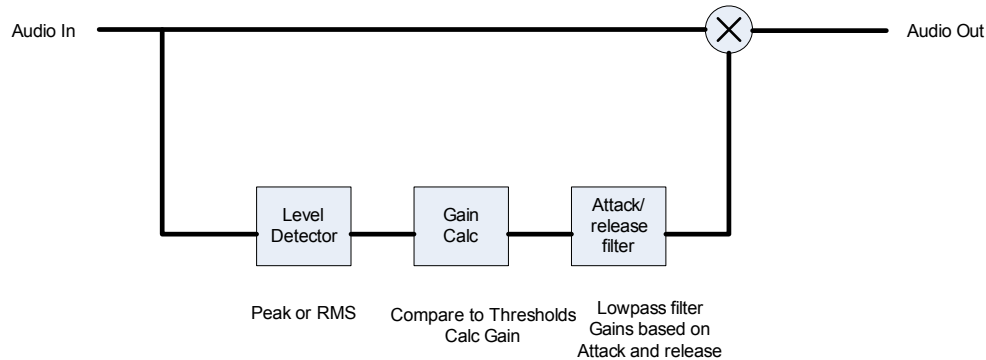 Audio In
Audio Out
Level
Detector
Gain
Calc
Attack/
release
filter
Peak or RMS
Compare to Thresholds
Calc Gain
Lowpass filter
Gains based on
Attack and release